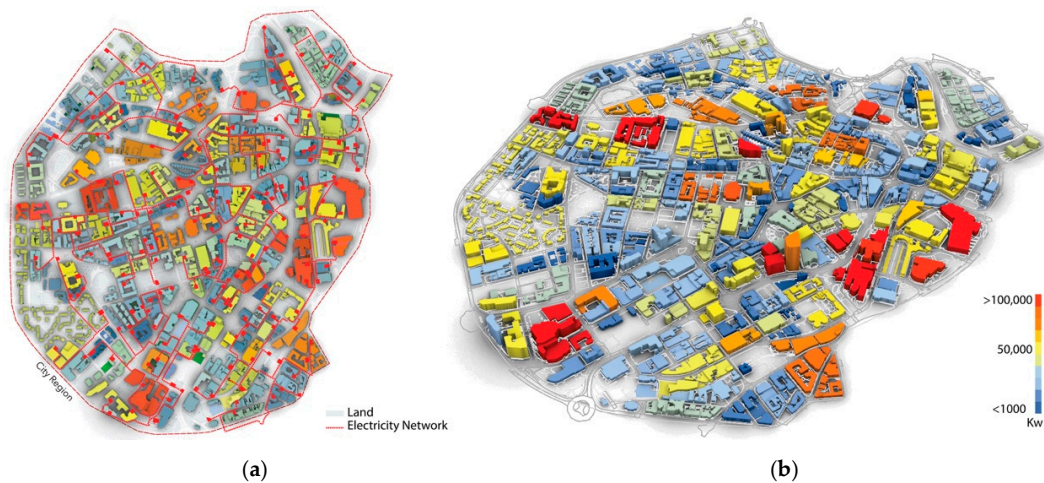 City Region
Land
Electricity Network
>100,000
50,000
<1000
Kw
(a)
(b)